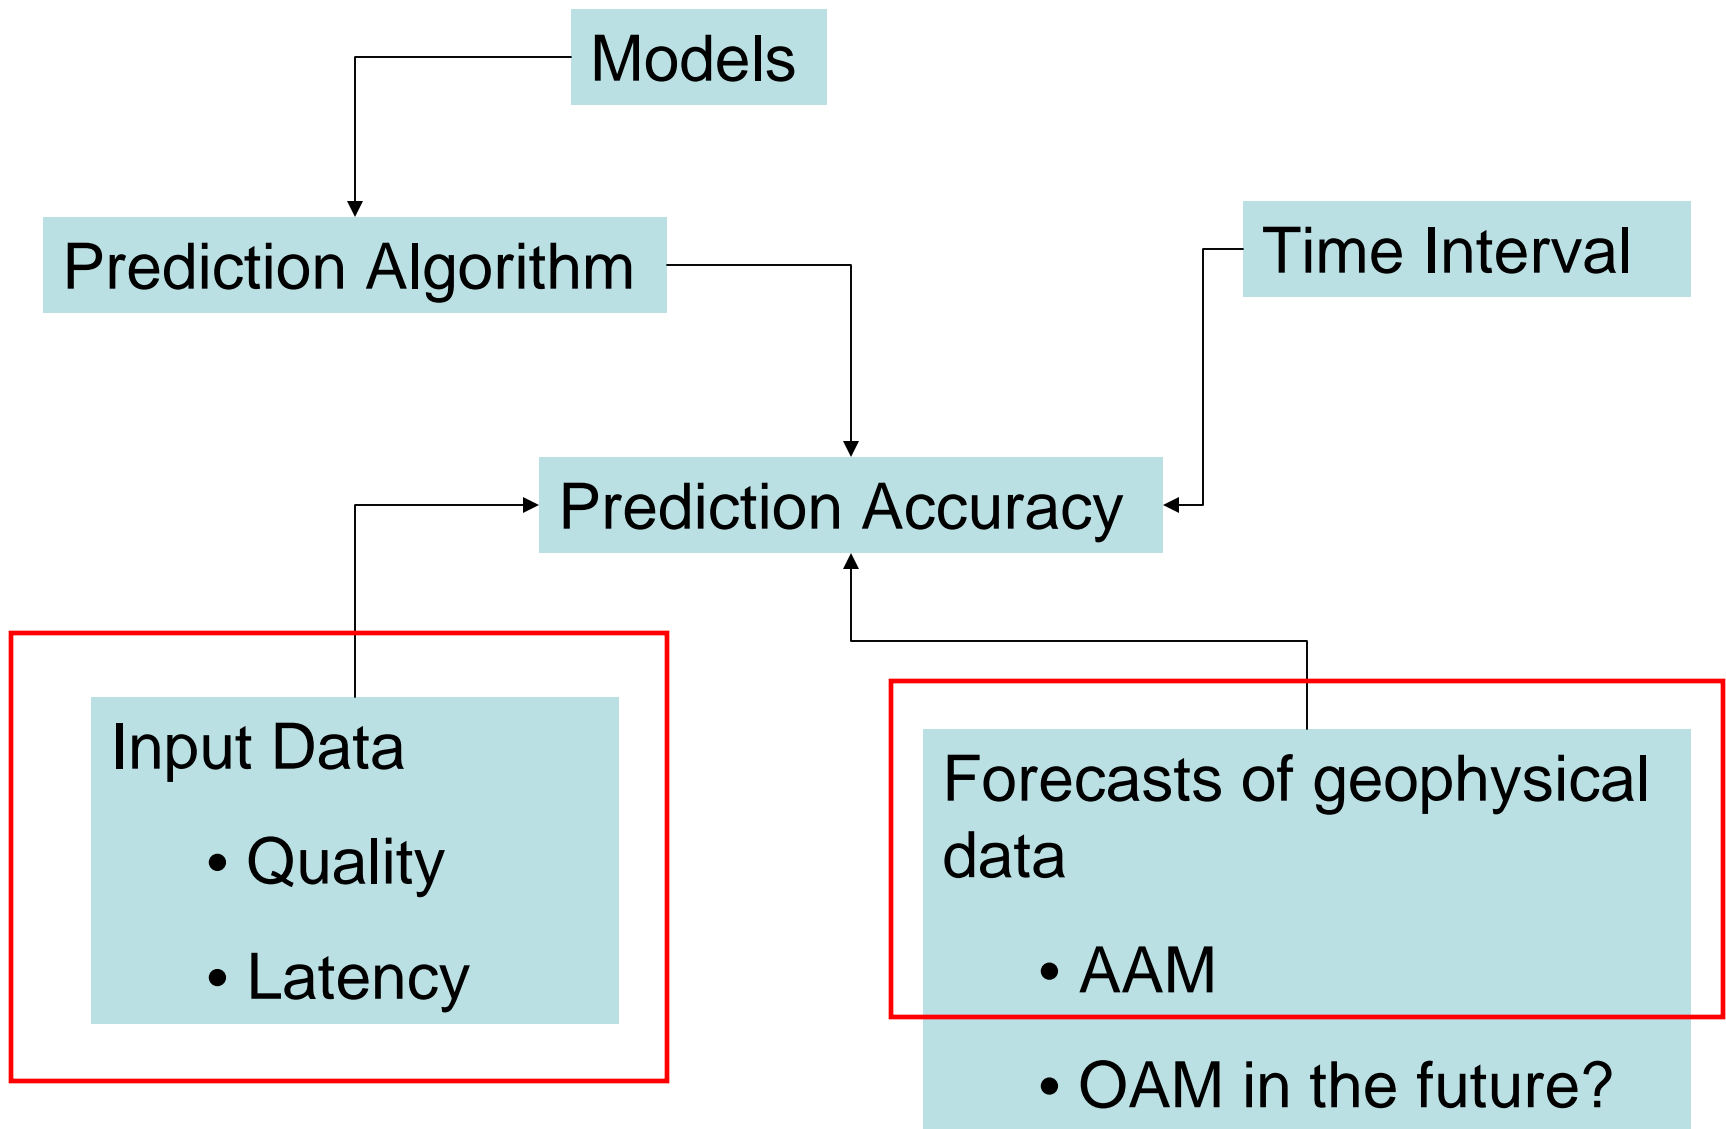 Models
Prediction Algorithm
Time Interval
Prediction Accuracy
Input Data
• Quality
• Latency
Forecasts of geophysical
data
• AAM
• OAM in the future?